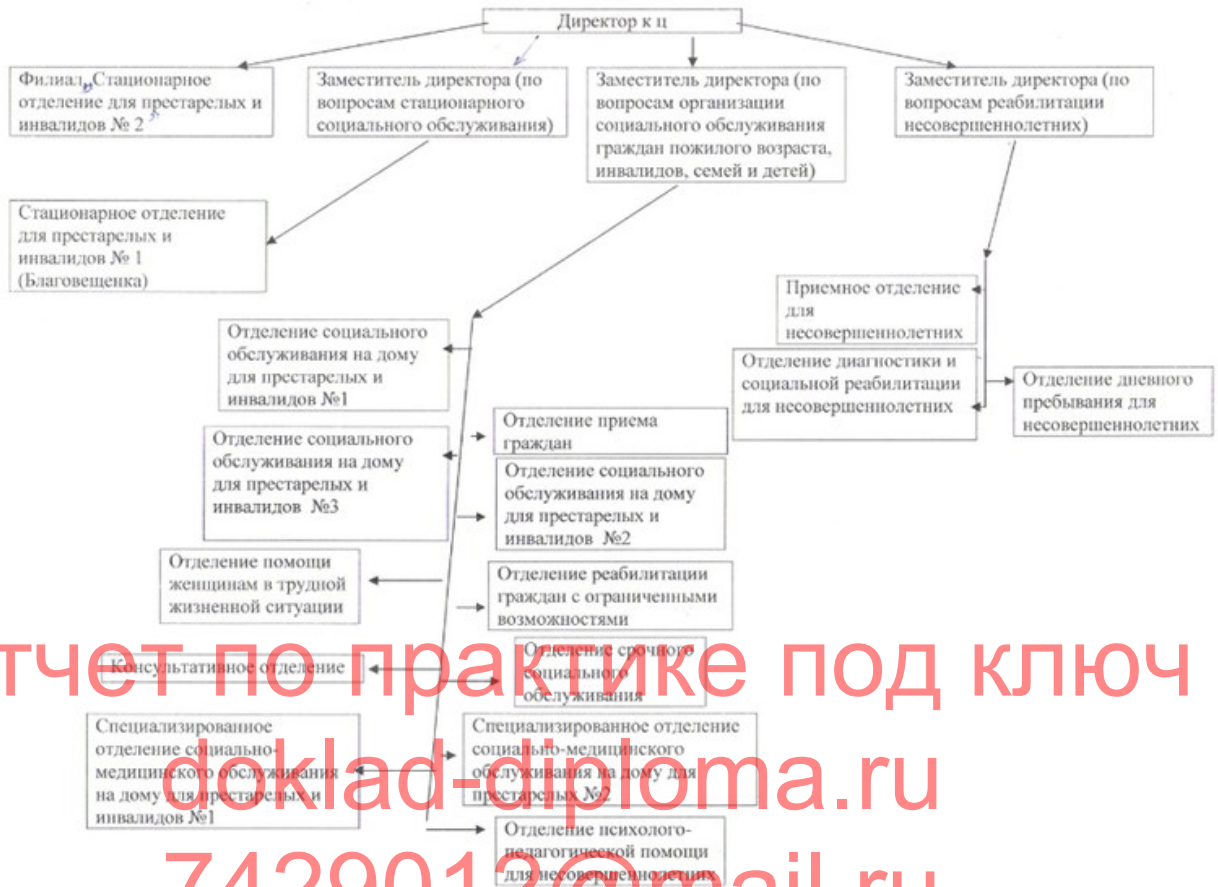 Директор к ц
Филиал „Стационарное
отделение для престарелых и
инвалидов № 2"
Заместитель директора (по
вопросам стационарного
социального обслуживания)
Заместитель директора (по
вопросам организации
социального обслуживания
граждан пожилого возраста,
инвалидов, семей и детей)
Заместитель директора (по
вопросам реабилитации
несовершеннолетних)
Стационарное отделение
для престарелых и
инвалидов № 1
(Благовещенка)
Приемное отделение
для
несовершеннолетних
Отделение социального
обслуживания на дому
для престарелых и
инвалидов №1
Отделение диагностики и
социальной реабилитации
для несовершеннолетних
Отделение дневного
пребывания для
несовершеннолетних
Отделение приема
граждан
Отделение социального
обслуживания на дому
для престарелых и
инвалидов №3
Отделение социального
обслуживания на дому
для престарелых и
инвалидов №2
Отделение помощи
женщинам в трудной
жизненной ситуации
Отделение реабилитации
граждан с ограниченными
возможностями
Консультативное отделение
Отделение срочного
социального
обслуживания
Специализированное
отделение социально-
медицинского обслуживания
на дому для престарелых и
инвалидов №1
Специализированное отделение
социально-медицинского
обслуживания на дому для
престарелых №2
Отделение психолого-
педагогической помощи
для несовершеннолетних
тчет по практике под ключ
doklad-diploma.ru
7429012@mail.ru